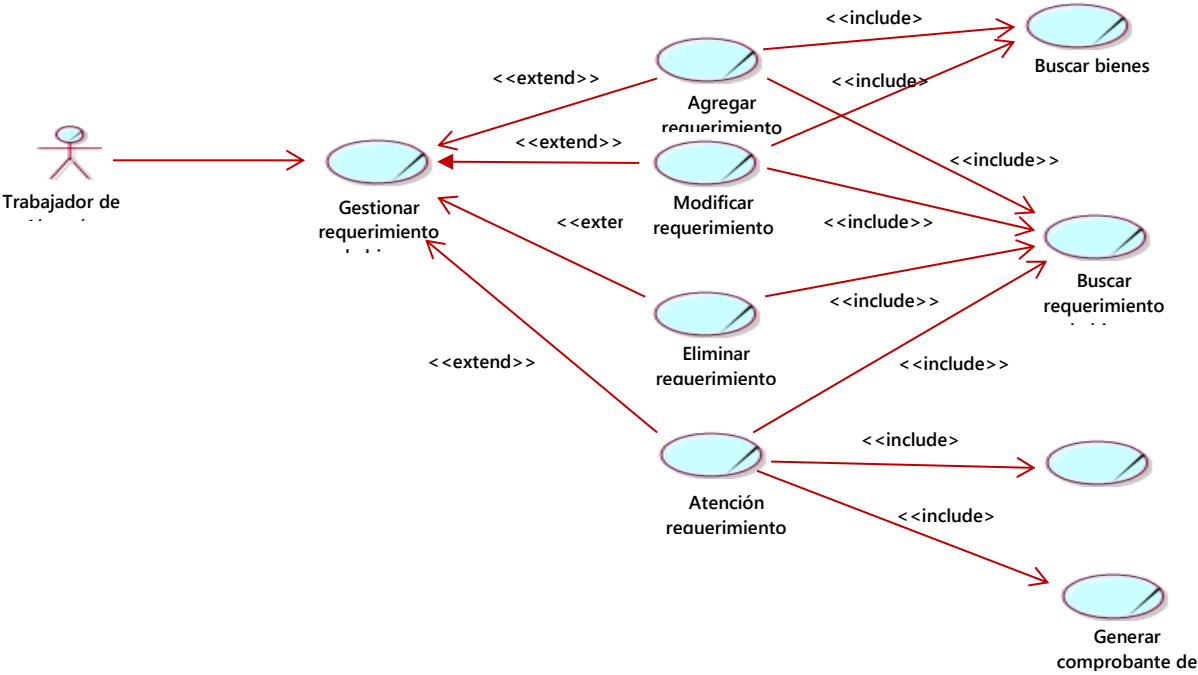 <<include>
Buscar bienes
<<extend>>
<<include>
Agregar
requerimiento
<<extend>>
<<include>>
Trabajador de
Gestionar
requerimiento
Modificar
requerimiento
<<exter
<<include>>
Buscar
requerimiento
<<include>>
Eliminar
requerimiento
<<extend>>
<<include>>
<<include>
Atención
requerimiento
<<include>
Generar
comprobante de